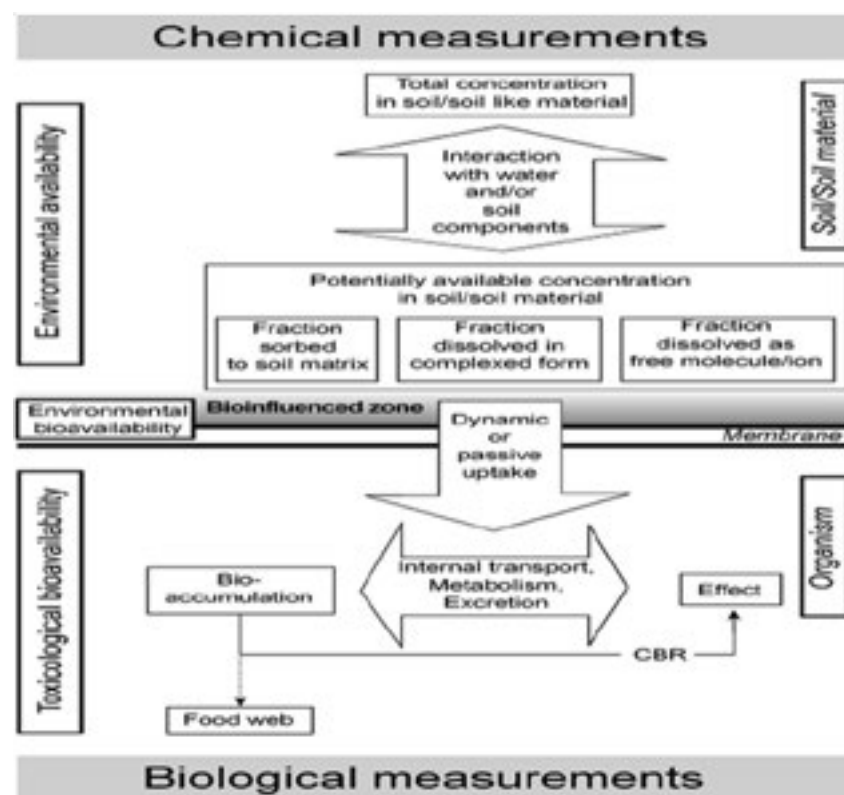 Chemical measurements
Total concentration
in soil/soil like material
Environmental availability
Soil/Soil material
Interaction
with water
and/or
soil
components
Potentially available concentration
in soil/soil material
Fraction
sorbed
to soil matrix
Fraction
dissolved in
complexed form
Fraction
dissolved as
free molecule/ion
Environmental
bioavailability
Bioinfluenced zone
Membrane
Dynamic
or
passive
uptake
Toxicological bioavailability
Organism
Bio-
accumulation
Internal transport,
Metabolism,
Excretion
Effect
CBR
Food web
Biological measurements